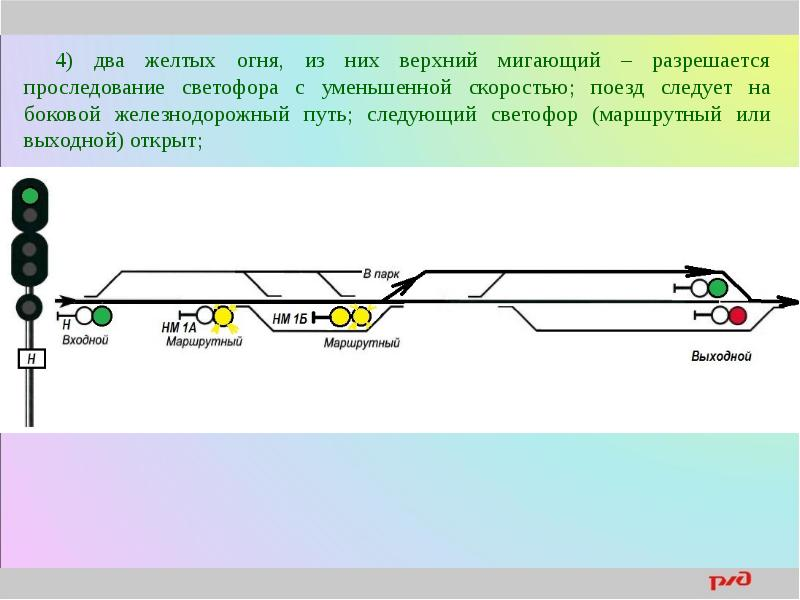 4) два желтых огня, из них верхний мигающий – разрешается
проследование светофора с уменьшенной скоростью; поезд следует на
боковой железнодорожный путь; следующий светофор (маршрутный или
выходной) открыт;
В парк
Н
Входной
НМ 1А
Маршрутный
НМ 1Б
Маршрутный
Выходной
Н
ржд